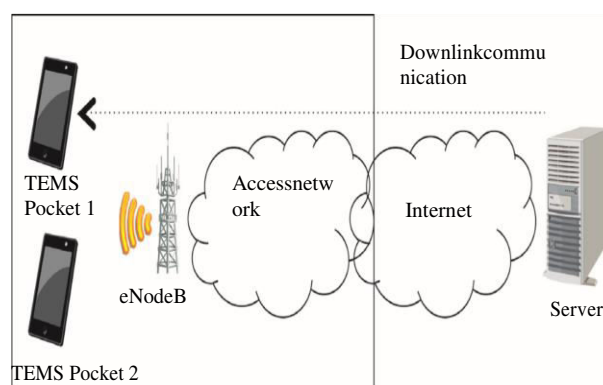 Downlinkcommu
nication
TEMS
Pocket 1
Accessnetw
ork
Internet
eNodeB
Server
TEMS Pocket 2